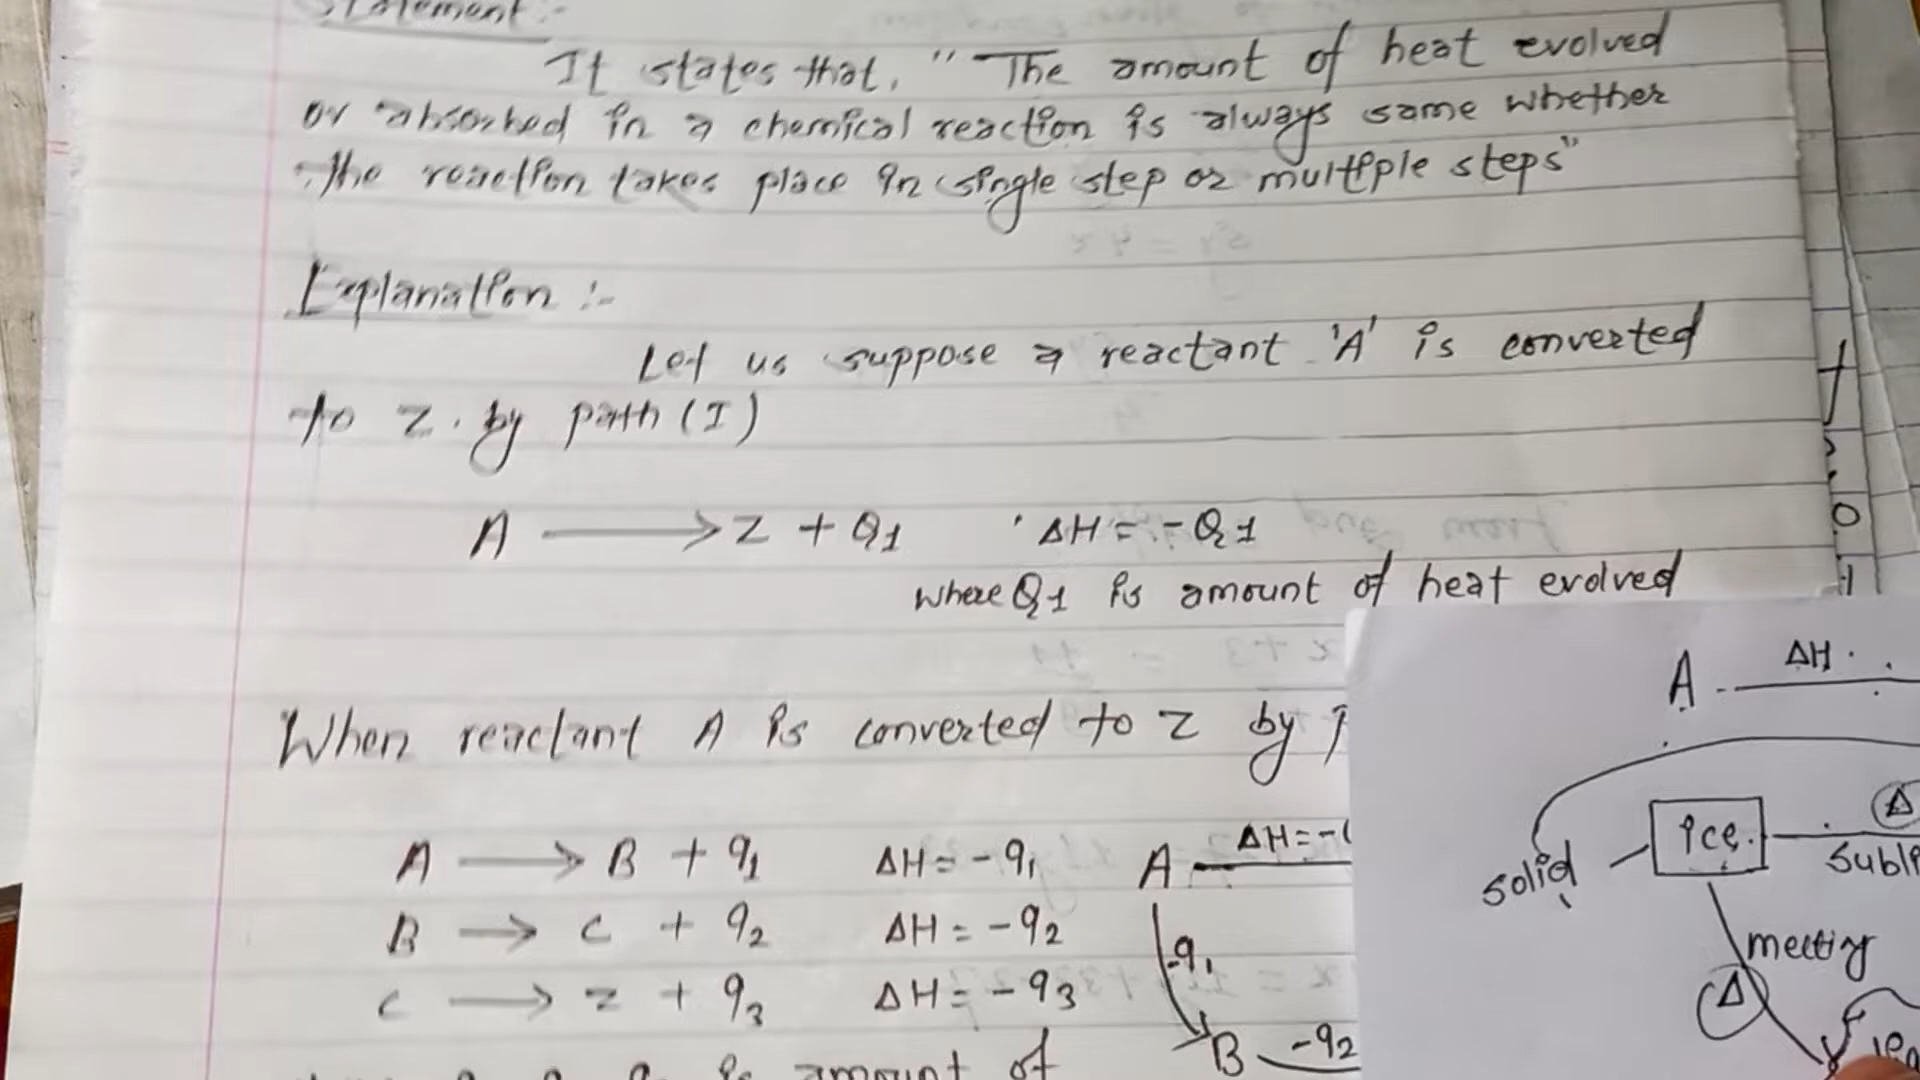 Statement :-
It states that, " The amount of heat evolved
or absorbed in a chemical reaction is always same whether
the reaction takes place in single step or multiple steps"
Explanation :-
Let us suppose a reactant 'A' is converted
to Z. by path (I)
A ⟶ Z + Q1 ΔH = -Q1
where Q1 is amount of heat evolved
When reactant A is converted to Z by
A ⟶ B + q1 ΔH = -q1
B ⟶ C + q2 ΔH = -q2
C ⟶ Z + q3 ΔH = -q3
is amount of
A ΔH = -
-q1
B -q2
A ΔH
solid ice.
melting
Δ
Δ